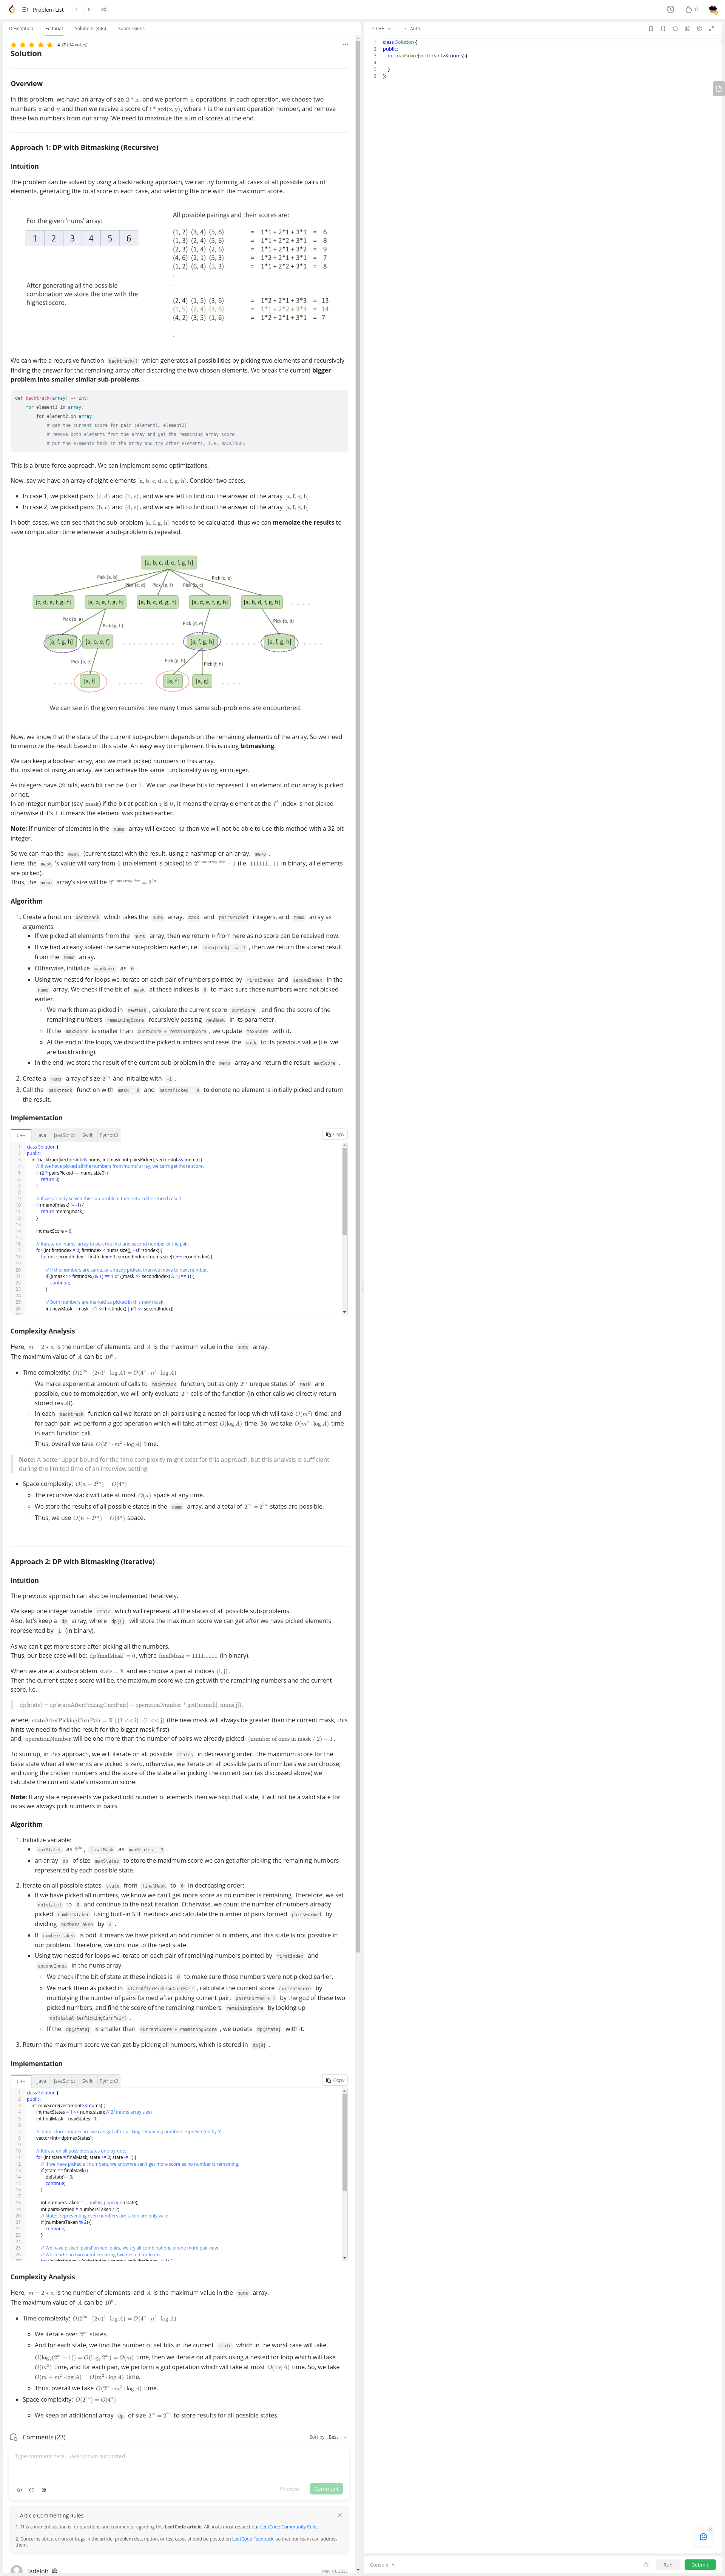 Problem List
0
Description Editorial Solutions (446) Submissions
4.79 (34 votes)
Solution
Overview
In this problem, we have an array of size 2 * n, and we perform n operations, in each operation, we choose two
numbers x and y and then we receive a score of i * gcd(x, y), where i is the current operation number, and remove
these two numbers from our array. We need to maximize the sum of scores at the end.
Approach 1: DP with Bitmasking (Recursive)
Intuition
The problem can be solved by using a backtracking approach, we can try forming all cases of all possible pairs of
elements, generating the total score in each case, and selecting the one with the maximum score.
For the given 'nums' array:
1 2 3 4 5 6
After generating all the possible
combination we store the one with the
highest score.
All possible pairings and their scores are:
(1, 2) (3, 4) (5, 6) = 1*1 + 2*1 + 3*1 = 6
(1, 3) (2, 4) (5, 6) = 1*1 + 2*2 + 3*1 = 8
(2, 3) (1, 4) (2, 6) = 1*1 + 2*1 + 3*2 = 9
(4, 6) (2, 1) (5, 3) = 1*2 + 2*1 + 3*1 = 7
(1, 2) (6, 4) (5, 3) = 1*1 + 2*2 + 3*1 = 8
.
.
.
(2, 4) (1, 5) (3, 6) = 1*2 + 2*1 + 3*3 = 13
(1, 5) (2, 4) (3, 6) = 1*1 + 2*2 + 3*3 = 14
(4, 2) (3, 5) (1, 6) = 1*2 + 2*1 + 3*1 = 7
.
.
We can write a recursive function backtrack() which generates all possibilities by picking two elements and recursively
finding the answer for the remaining array after discarding the two chosen elements. We break the current bigger
problem into smaller similar sub-problems.
def backtrack(array) -> int:
for element1 in array:
for element2 in array:
# get the current score for pair (element1, element2)
# remove both elements from the array and get the remaining array score
# put the elements back in the array and try other elements, i.e. BACKTRACK
This is a brute-force approach. We can implement some optimizations.
Now, say we have an array of eight elements [a, b, c, d, e, f, g, h]. Consider two cases.
• In case 1, we picked pairs (c, d) and (b, e), and we are left to find out the answer of the array [a, f, g, h].
• In case 2, we picked pairs (b, c) and (d, e), and we are left to find out the answer of the array [a, f, g, h].
In both cases, we can see that the sub-problem [a, f, g, h] needs to be calculated, thus we can memoize the results to
save computation time whenever a sub-problem is repeated.
[a, b, c, d, e, f, g, h]
Pick (a, b) Pick (c, d) Pick (e, f) Pick (b, c) Pick (c, e)
[c, d, e, f, g, h] [a, b, e, f, g, h] [a, b, c, d, g, h] [a, d, e, f, g, h] [a, b, d, f, g, h] . . . .
Pick (b, e) Pick (g, h) Pick (d, e) Pick (b, d)
[a, f, g, h] [a, b, e, f] [a, f, g, h] [a, f, g, h]
Pick (b, e) Pick (g, h) Pick (f, h)
[a, f] [a, f] [a, g]
We can see in the given recursive tree many times same sub-problems are encountered.
Now, we know that the state of the current sub-problem depends on the remaining elements of the array. So we need
to memoize the result based on this state. An easy way to implement this is using bitmasking.
We can keep a boolean array, and we mark picked numbers in this array.
But instead of using an array, we can achieve the same functionality using an integer.
As integers have 32 bits, each bit can be 0 or 1. We can use these bits to represent if an element of our array is picked
or not.
In an integer number (say mask) if the bit at position i is 0, it means the array element at the iᵗʰ index is not picked
otherwise if it's 1 it means the element was picked earlier.
Note: If number of elements in the nums array will exceed 32 then we will not be able to use this method with a 32 bit
integer.
So we can map the mask (current state) with the result, using a hashmap or an array, memo .
Here, the mask 's value will vary from 0 (no element is picked) to 2^(nums array size) − 1 (i.e. 111111...11 in binary, all elements
are picked).
Thus, the memo array's size will be 2^(nums array size) = 2²ⁿ.
Algorithm
1. Create a function backtrack which takes the nums array, mask and pairsPicked integers, and memo array as
arguments:
• If we picked all elements from the nums array, then we return 0 from here as no score can be received now.
• If we had already solved the same sub-problem earlier, i.e. memo[mask] != -1 , then we return the stored result
from the memo array.
• Otherwise, initialize maxScore as 0 .
• Using two nested for loops we iterate on each pair of numbers pointed by firstIndex and secondIndex in the
nums array. We check if the bit of mask at these indices is 0 to make sure those numbers were not picked
earlier.
◦ We mark them as picked in newMask , calculate the current score currScore , and find the score of the
remaining numbers remainingScore recursively passing newMask in its parameter.
◦ If the maxScore is smaller than currScore + remainingScore , we update maxScore with it.
◦ At the end of the loops, we discard the picked numbers and reset the mask to its previous value (i.e. we
are backtracking).
• In the end, we store the result of the current sub-problem in the memo array and return the result maxScore .
2. Create a memo array of size 2²ⁿ and initialize with −1 .
3. Call the backtrack function with mask = 0 and pairsPicked = 0 to denote no element is initially picked and return
the result.
Implementation
C++ Java JavaScript Swift Python3 Copy
1 class Solution {
2 public:
3 int backtrack(vector<int>& nums, int mask, int pairsPicked, vector<int>& memo) {
4 // If we have picked all the numbers from 'nums' array, we can't get more score.
5 if (2 * pairsPicked == nums.size()) {
6 return 0;
7 }
8
9 // If we already solved this sub-problem then return the stored result.
10 if (memo[mask] != -1) {
11 return memo[mask];
12 }
13
14 int maxScore = 0;
15
16 // Iterate on 'nums' array to pick the first and second number of the pair.
17 for (int firstIndex = 0; firstIndex < nums.size(); ++firstIndex) {
18 for (int secondIndex = firstIndex + 1; secondIndex < nums.size(); ++secondIndex) {
19
20 // If the numbers are same, or already picked, then we move to next number.
21 if (((mask >> firstIndex) & 1) == 1 or ((mask >> secondIndex) & 1) == 1) {
22 continue;
23 }
24
25 // Both numbers are marked as picked in this new mask.
26 int newMask = mask | (1 << firstIndex) | (1 << secondIndex);
Complexity Analysis
Here, m = 2 * n is the number of elements, and A is the maximum value in the nums array.
The maximum value of A can be 10⁶.
• Time complexity: O(2²ⁿ · (2n)² · log A) = O(4ⁿ · n² · log A)
◦ We make exponential amount of calls to backtrack function, but as only 2ᵐ unique states of mask are
possible, due to memoization, we will only evaluate 2ᵐ calls of the function (in other calls we directly return
stored result).
◦ In each backtrack function call we iterate on all pairs using a nested for loop which will take O(m²) time, and
for each pair, we perform a gcd operation which will take at most O(log A) time. So, we take O(m² · log A) time
in each function call.
◦ Thus, overall we take O(2ᵐ · m² · log A) time.
Note: A better upper bound for the time complexity might exist for this approach, but this analysis is sufficient
during the limited time of an interview setting.
• Space complexity: O(n + 2²ⁿ) = O(4ⁿ)
◦ The recursive stack will take at most O(n) space at any time.
◦ We store the results of all possible states in the memo array, and a total of 2ᵐ = 2²ⁿ states are possible.
◦ Thus, we use O(n + 2²ⁿ) = O(4ⁿ) space.
Approach 2: DP with Bitmasking (Iterative)
Intuition
The previous approach can also be implemented iteratively.
We keep one integer variable state which will represent all the states of all possible sub-problems.
Also, let's keep a dp array, where dp[i] will store the maximum score we can get after we have picked elements
represented by i (in binary).
As we can't get more score after picking all the numbers.
Thus, our base case will be: dp[finalMask] = 0, where finalMask = 1111...111 (in binary).
When we are at a sub-problem state = X and we choose a pair at indices (i, j).
Then the current state's score will be, the maximum score we can get with the remaining numbers and the current
score, i.e.
dp[state] = dp[stateAfterPickingCurrPair] + operationNumber * gcd(nums[i], nums[j]).
where, stateAfterPickingCurrPair = X | (1 << i) | (1 << j) (the new mask will always be greater than the current mask, this
hints we need to find the result for the bigger mask first).
and, operationNumber will be one more than the number of pairs we already picked, (number of ones in mask / 2) + 1.
To sum up, in this approach, we will iterate on all possible states in decreasing order. The maximum score for the
base state when all elements are picked is zero, otherwise, we iterate on all possible pairs of numbers we can choose,
and using the chosen numbers and the score of the state after picking the current pair (as discussed above) we
calculate the current state's maximum score.
Note: If any state represents we picked odd number of elements then we skip that state, it will not be a valid state for
us as we always pick numbers in pairs.
Algorithm
1. Initialize variable:
• maxStates as 2²ⁿ, finalMask as maxStates − 1 .
• an array dp of size maxStates to store the maximum score we can get after picking the remaining numbers
represented by each possible state.
2. Iterate on all possible states state from finalMask to 0 in decreasing order:
• If we have picked all numbers, we know we can't get more score as no number is remaining. Therefore, we set
dp[state] to 0 and continue to the next iteration. Otherwise, we count the number of numbers already
picked numbersTaken using built-in STL methods and calculate the number of pairs formed pairsFormed by
dividing numbersTaken by 2 .
• If numbersTaken is odd, it means we have picked an odd number of numbers, and this state is not possible in
our problem. Therefore, we continue to the next state.
• Using two nested for loops we iterate on each pair of remaining numbers pointed by firstIndex and
secondIndex in the nums array.
◦ We check if the bit of state at these indices is 0 to make sure those numbers were not picked earlier.
◦ We mark them as picked in stateAfterPickingCurrPair , calculate the current score currentScore by
multiplying the number of pairs formed after picking current pair, pairsFormed + 1 by the gcd of these two
picked numbers, and find the score of the remaining numbers remainingScore by looking up
dp[stateAfterPickingCurrPair] .
◦ If the dp[state] is smaller than currentScore + remainingScore , we update dp[state] with it.
3. Return the maximum score we can get by picking all numbers, which is stored in dp[0] .
Implementation
C++ Java JavaScript Swift Python3 Copy
1 class Solution {
2 public:
3 int maxScore(vector<int>& nums) {
4 int maxStates = 1 << nums.size(); // 2^(nums array size)
5 int finalMask = maxStates - 1;
6
7 // 'dp[i]' stores max score we can get after picking remaining numbers represented by 'i'.
8 vector<int> dp(maxStates);
9
10 // Iterate on all possible states one-by-one.
11 for (int state = finalMask; state >= 0; state -= 1) {
12 // If we have picked all numbers, we know we can't get more score as no number is remaining.
13 if (state == finalMask) {
14 dp[state] = 0;
15 continue;
16 }
17
18 int numbersTaken = __builtin_popcount(state);
19 int pairsFormed = numbersTaken / 2;
20 // States representing even numbers are taken are only valid.
21 if (numbersTaken % 2) {
22 continue;
23 }
24
25 // We have picked 'pairsFormed' pairs, we try all combinations of one more pair now.
26 // We itearte on two numbers using two nested for loops.
Complexity Analysis
Here, m = 2 * n is the number of elements, and A is the maximum value in the nums array.
The maximum value of A can be 10⁶.
• Time complexity: O(2²ⁿ · (2n)² · log A) = O(4ⁿ · n² · log A)
◦ We iterate over 2ᵐ states.
◦ And for each state, we find the number of set bits in the current state which in the worst case will take
O(log₂(2ᵐ − 1)) = O(log₂ 2ᵐ) = O(m) time, then we iterate on all pairs using a nested for loop which will take
O(m²) time, and for each pair, we perform a gcd operation which will take at most O(log A) time. So, we take
O(m + m² · log A) = O(m² · log A) time.
◦ Thus, overall we take O(2ᵐ · m² · log A) time.
• Space complexity: O(2²ⁿ) = O(4ⁿ)
◦ We keep an additional array dp of size 2ᵐ = 2²ⁿ to store results for all possible states.
Comments (23) Sort by: Best
Type comment here... (Markdown supported)
Preview Comment
Article Commenting Rules
1. This comment section is for questions and comments regarding this LeetCode article. All posts must respect our LeetCode Community Rules.
2. Concerns about errors or bugs in the article, problem description, or test cases should be posted on LeetCode Feedback, so that our team can address
them.
fadeloh May 14, 2023
C++ Auto
1 class Solution {
2 public:
3 int maxScore(vector<int>& nums) {
4
5 }
6 };
Console Run Submit